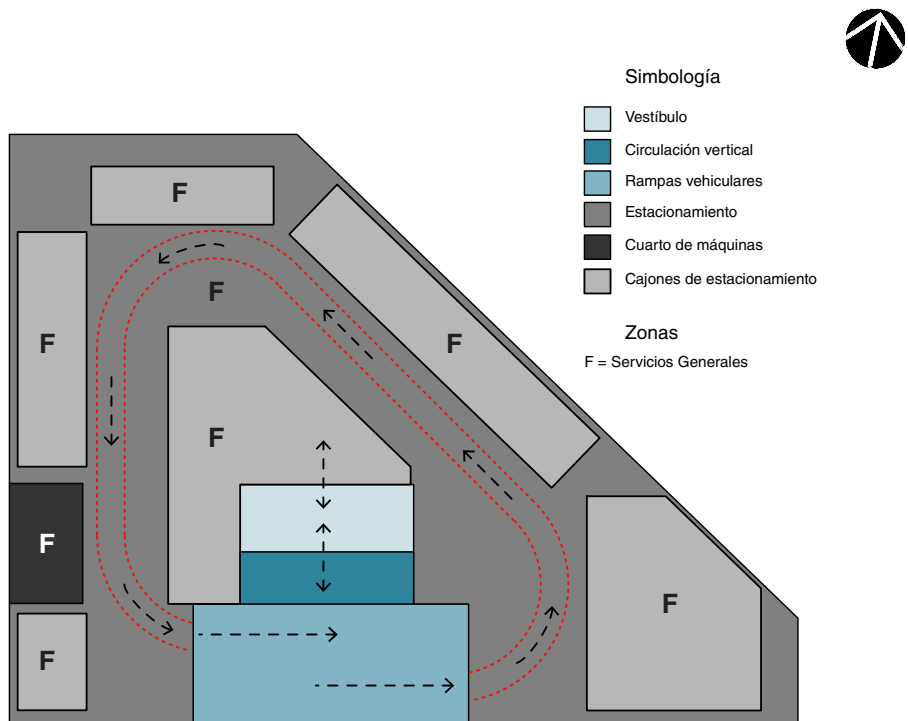 Simbología
Vestíbulo
Circulación vertical
Rampas vehiculares
Estacionamiento
Cuarto de máquinas
Cajones de estacionamiento
Zonas
F = Servicios Generales
F
F
F
F
F
F
F
F